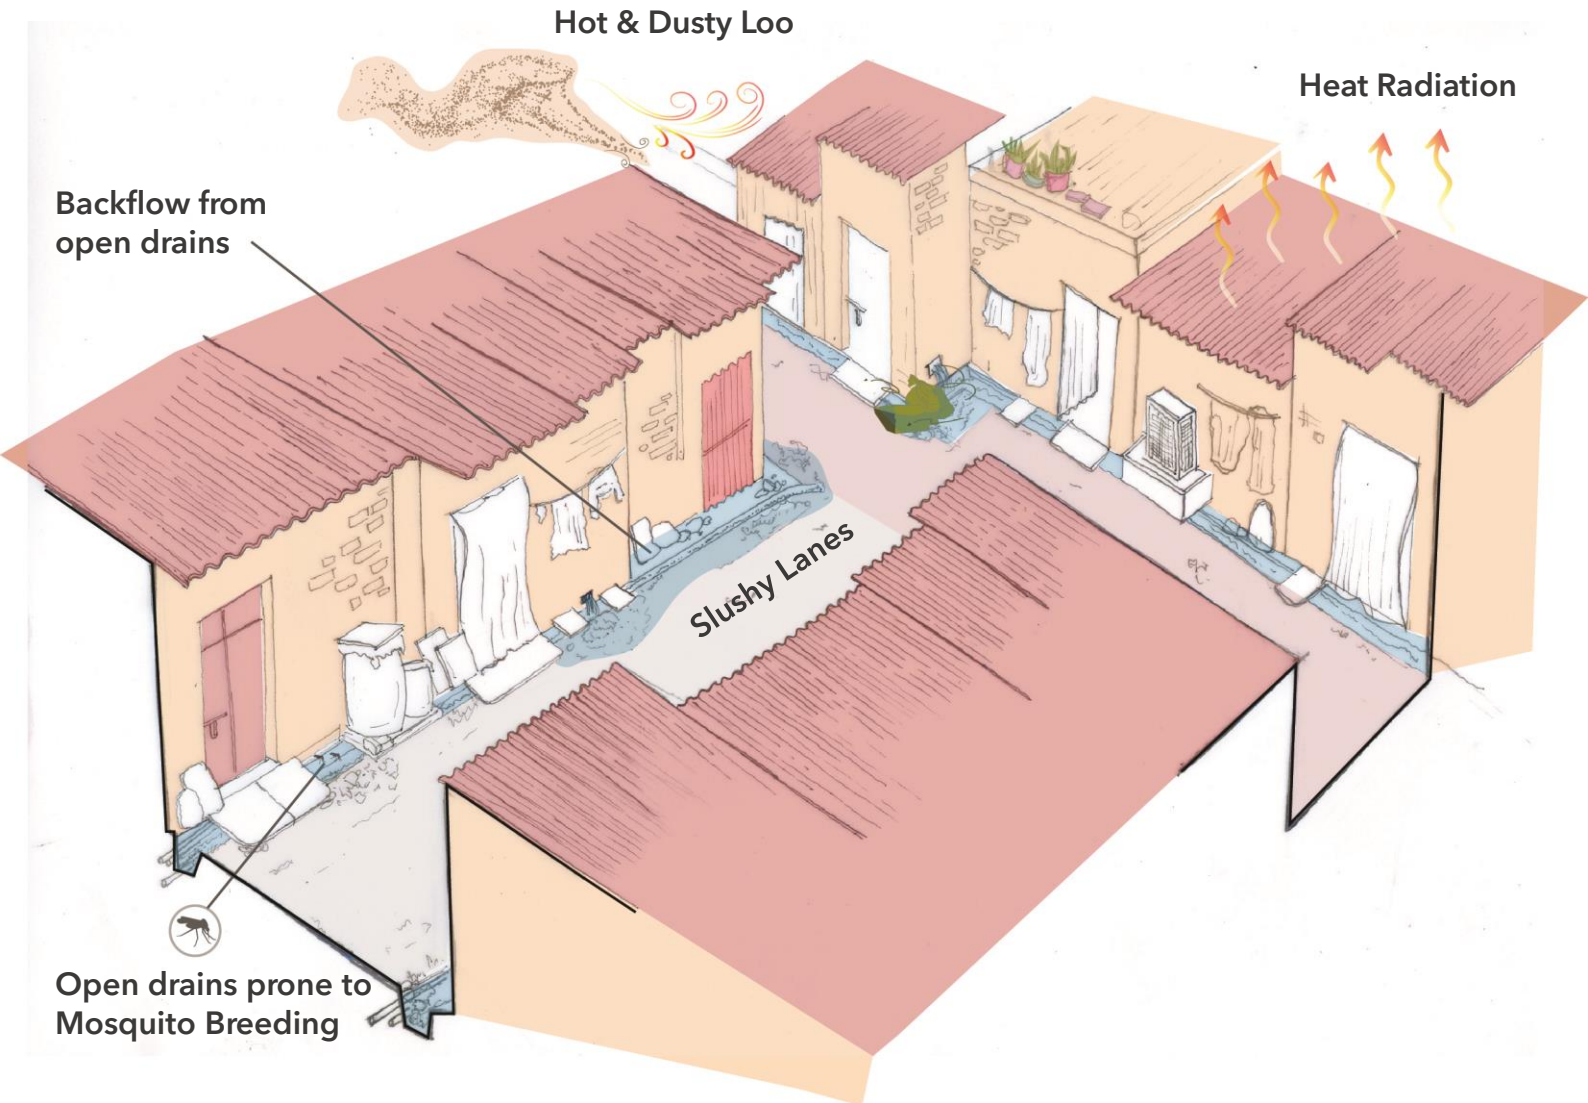 Hot & Dusty Loo
Heat Radiation
Backflow from
open drains
Slushy Lanes
Open drains prone to
Mosquito Breeding